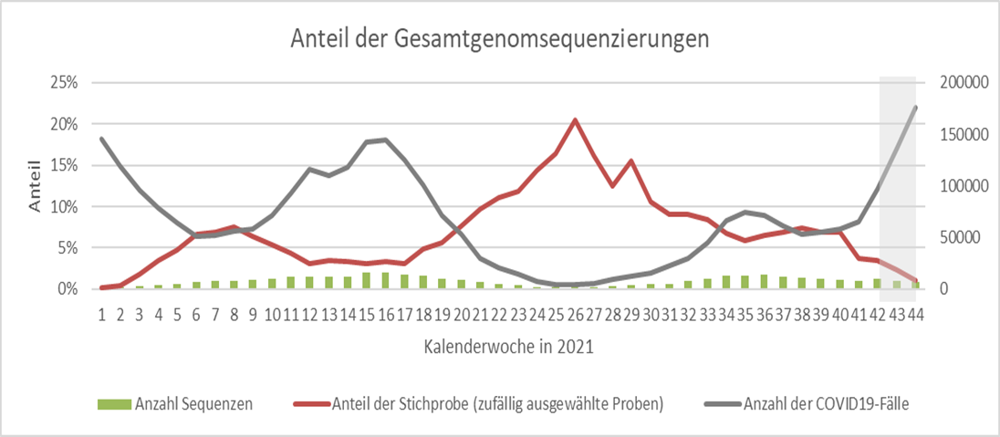 Anteil der Gesamtgenomsequenzierungen
25% 200000
20% 150000
15% 100000
10% 50000
5% 0
0%
Anteil
1 2 3 4 5 6 7 8 9 10 11 12 13 14 15 16 17 18 19 20 21 22 23 24 25 26 27 28 29 30 31 32 33 34 35 36 37 38 39 40 41 42 43 44
Kalenderwoche in 2021
Anzahl Sequenzen Anteil der Stichprobe (zufällig ausgewählte Proben) Anzahl der COVID19-Fälle